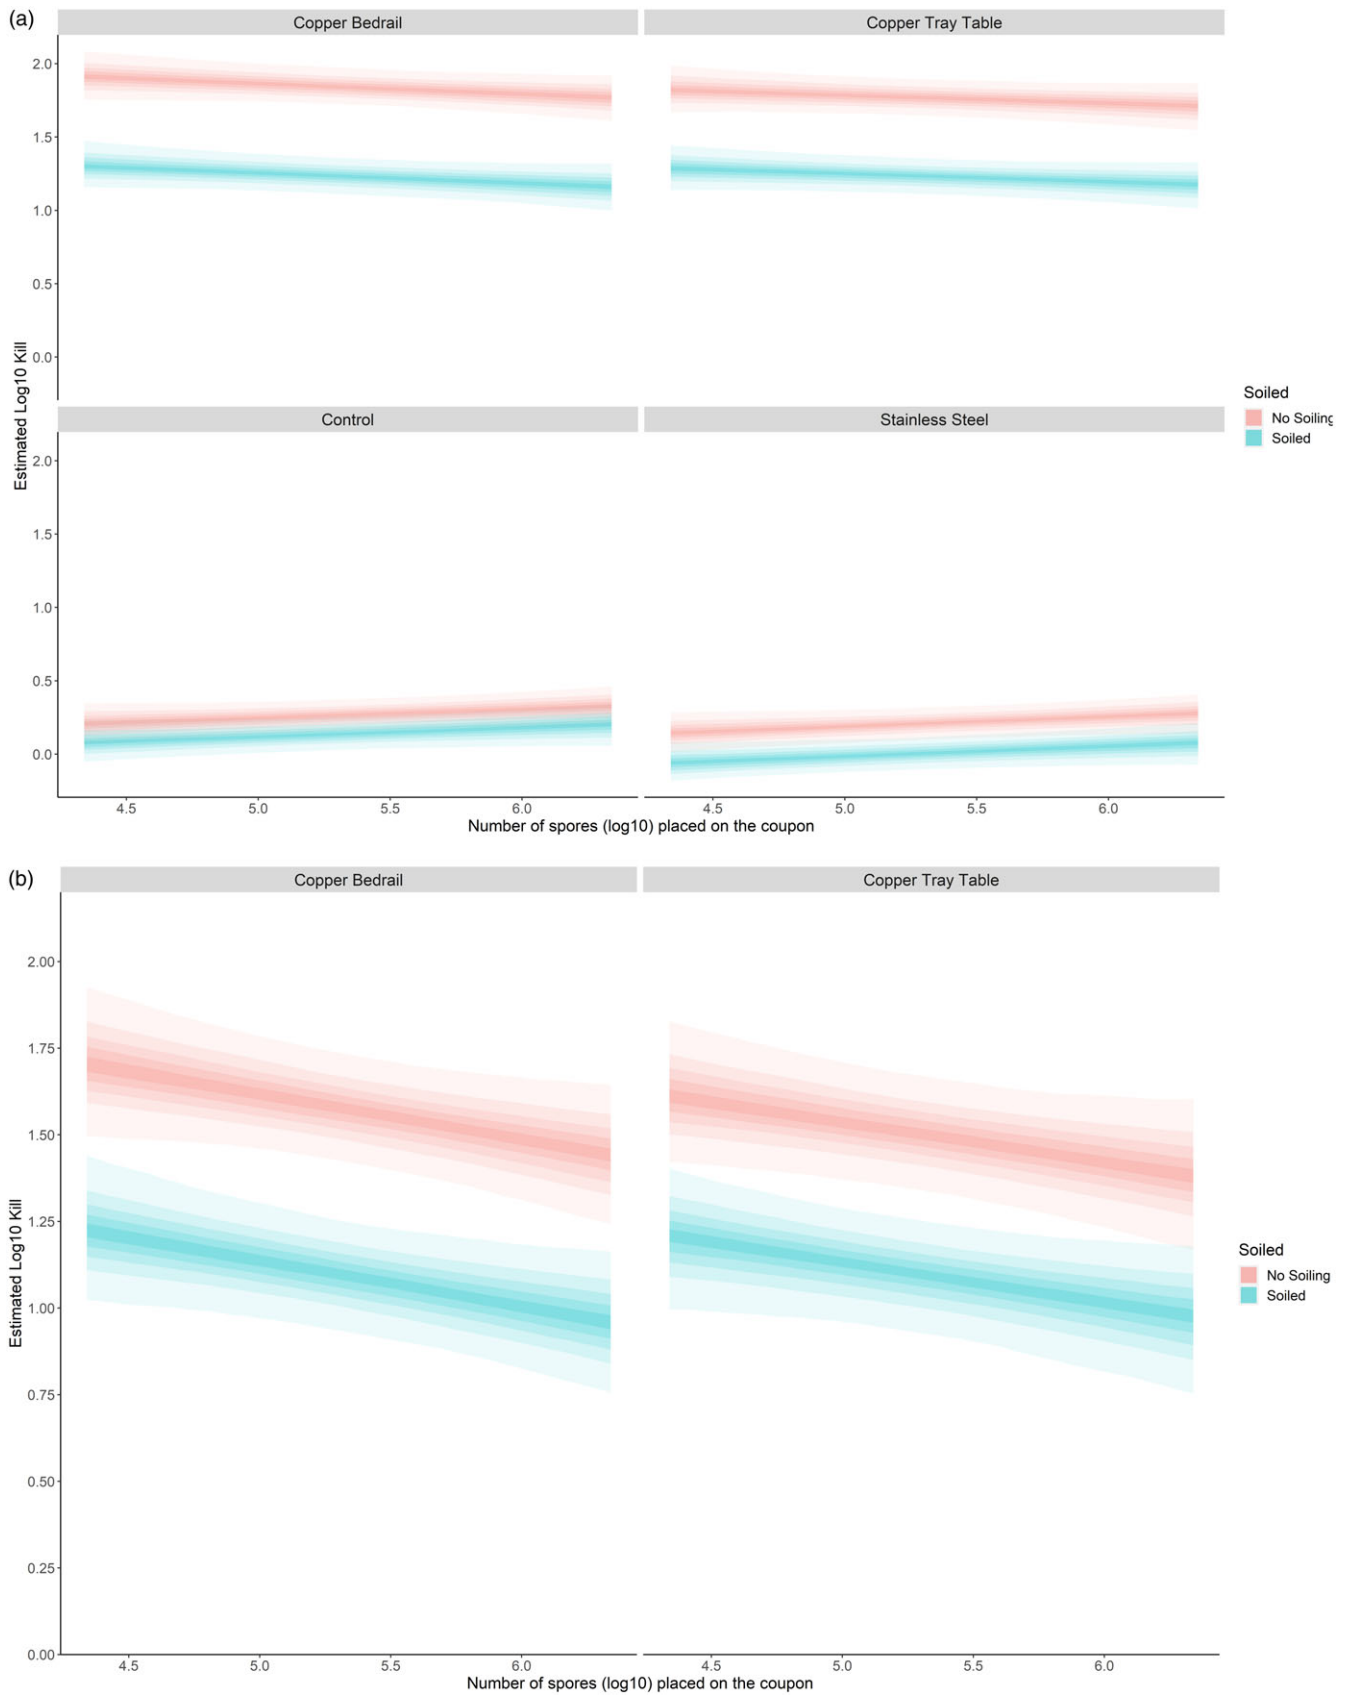 (a)
Copper Bedrail
Copper Tray Table
2.0
1.5
1.0
0.5
0.0
Control
Stainless Steel
2.0
1.5
1.0
0.5
0.0
Estimated Log10 Kill
4.5 5.0 5.5 6.0
4.5 5.0 5.5 6.0
Number of spores (log10) placed on the coupon
Soiled
No Soiling
Soiled
(b)
Copper Bedrail
Copper Tray Table
2.00
1.75
1.50
1.25
1.00
0.75
0.50
0.25
0.00
Estimated Log10 Kill
4.5 5.0 5.5 6.0
4.5 5.0 5.5 6.0
Number of spores (log10) placed on the coupon
Soiled
No Soiling
Soiled